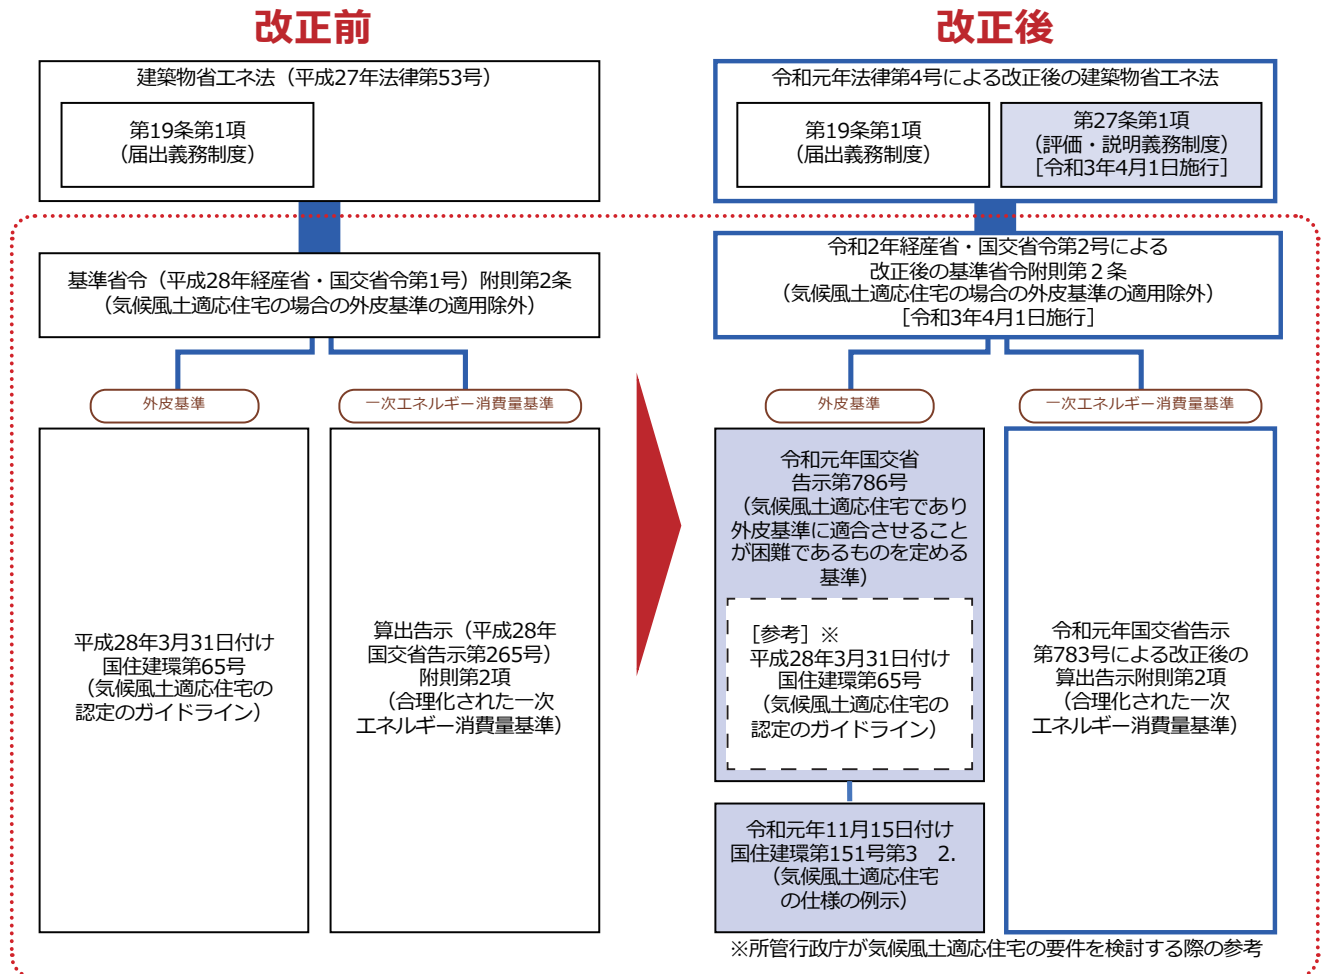 改正前
建築物省エネ法（平成27年法律第53号）
第19条第1項
（届出義務制度）
基準省令（平成28年経産省・国交省令第1号）附則第2条
（気候風土適応住宅の場合の外皮基準の適用除外）
外皮基準
一次エネルギー消費量基準
平成28年3月31日付け
国住建環第65号
（気候風土適応住宅の
認定のガイドライン）
算出告示（平成28年
国交省告示第265号）
附則第2項
（合理化された一次
エネルギー消費量基準）
改正後
令和元年法律第4号による改正後の建築物省エネ法
第19条第1項
（届出義務制度）
第27条第1項
（評価・説明義務制度）
［令和3年4月1日施行］
令和2年経産省・国交省令第2号による
改正後の基準省令附則第２条
（気候風土適応住宅の場合の外皮基準の適用除外）
［令和3年4月1日施行］
外皮基準
一次エネルギー消費量基準
令和元年国交省
告示第786号
（気候風土適応住宅であり
外皮基準に適合させること
が困難であるものを定める
基準）
［参考］※
平成28年3月31日付け
国住建環第65号
（気候風土適応住宅の
認定のガイドライン）
令和元年11月15日付け
国住建環第151号第3　2.
（気候風土適応住宅
の仕様の例示）
令和元年国交省告示
第783号による改正後の
算出告示附則第2項
（合理化された一次
エネルギー消費量基準）
※所管行政庁が気候風土適応住宅の要件を検討する際の参考